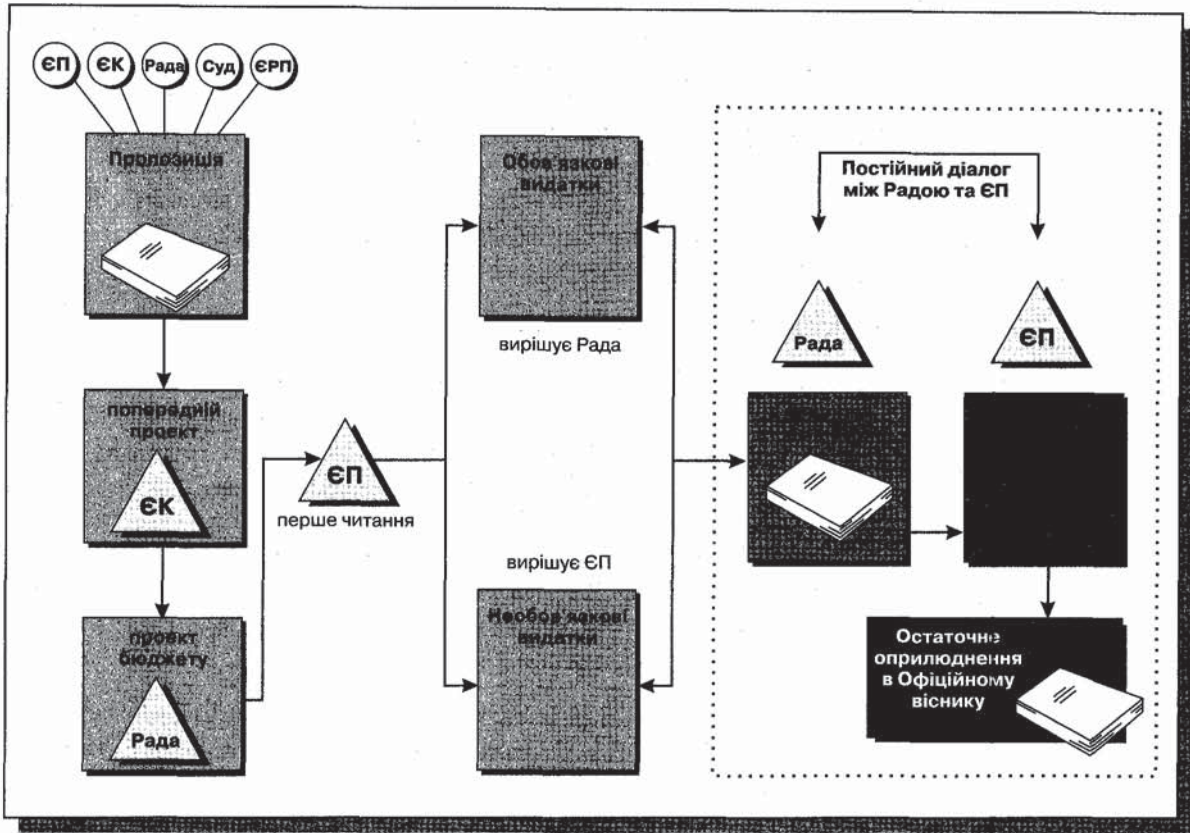 ЄП
ЄК
Рада
Суд
ЄРП
Пропозиція
попередній
проект
ЄК
проект
бюджету
Рада
ЄП
перше читання
Обов'язкові
видатки
вирішує Рада
вирішує ЄП
Необов'язкові
видатки
Постійний діалог
між Радою та ЄП
Рада
ЄП
Остаточне
оприлюднення
в Офіційному
віснику